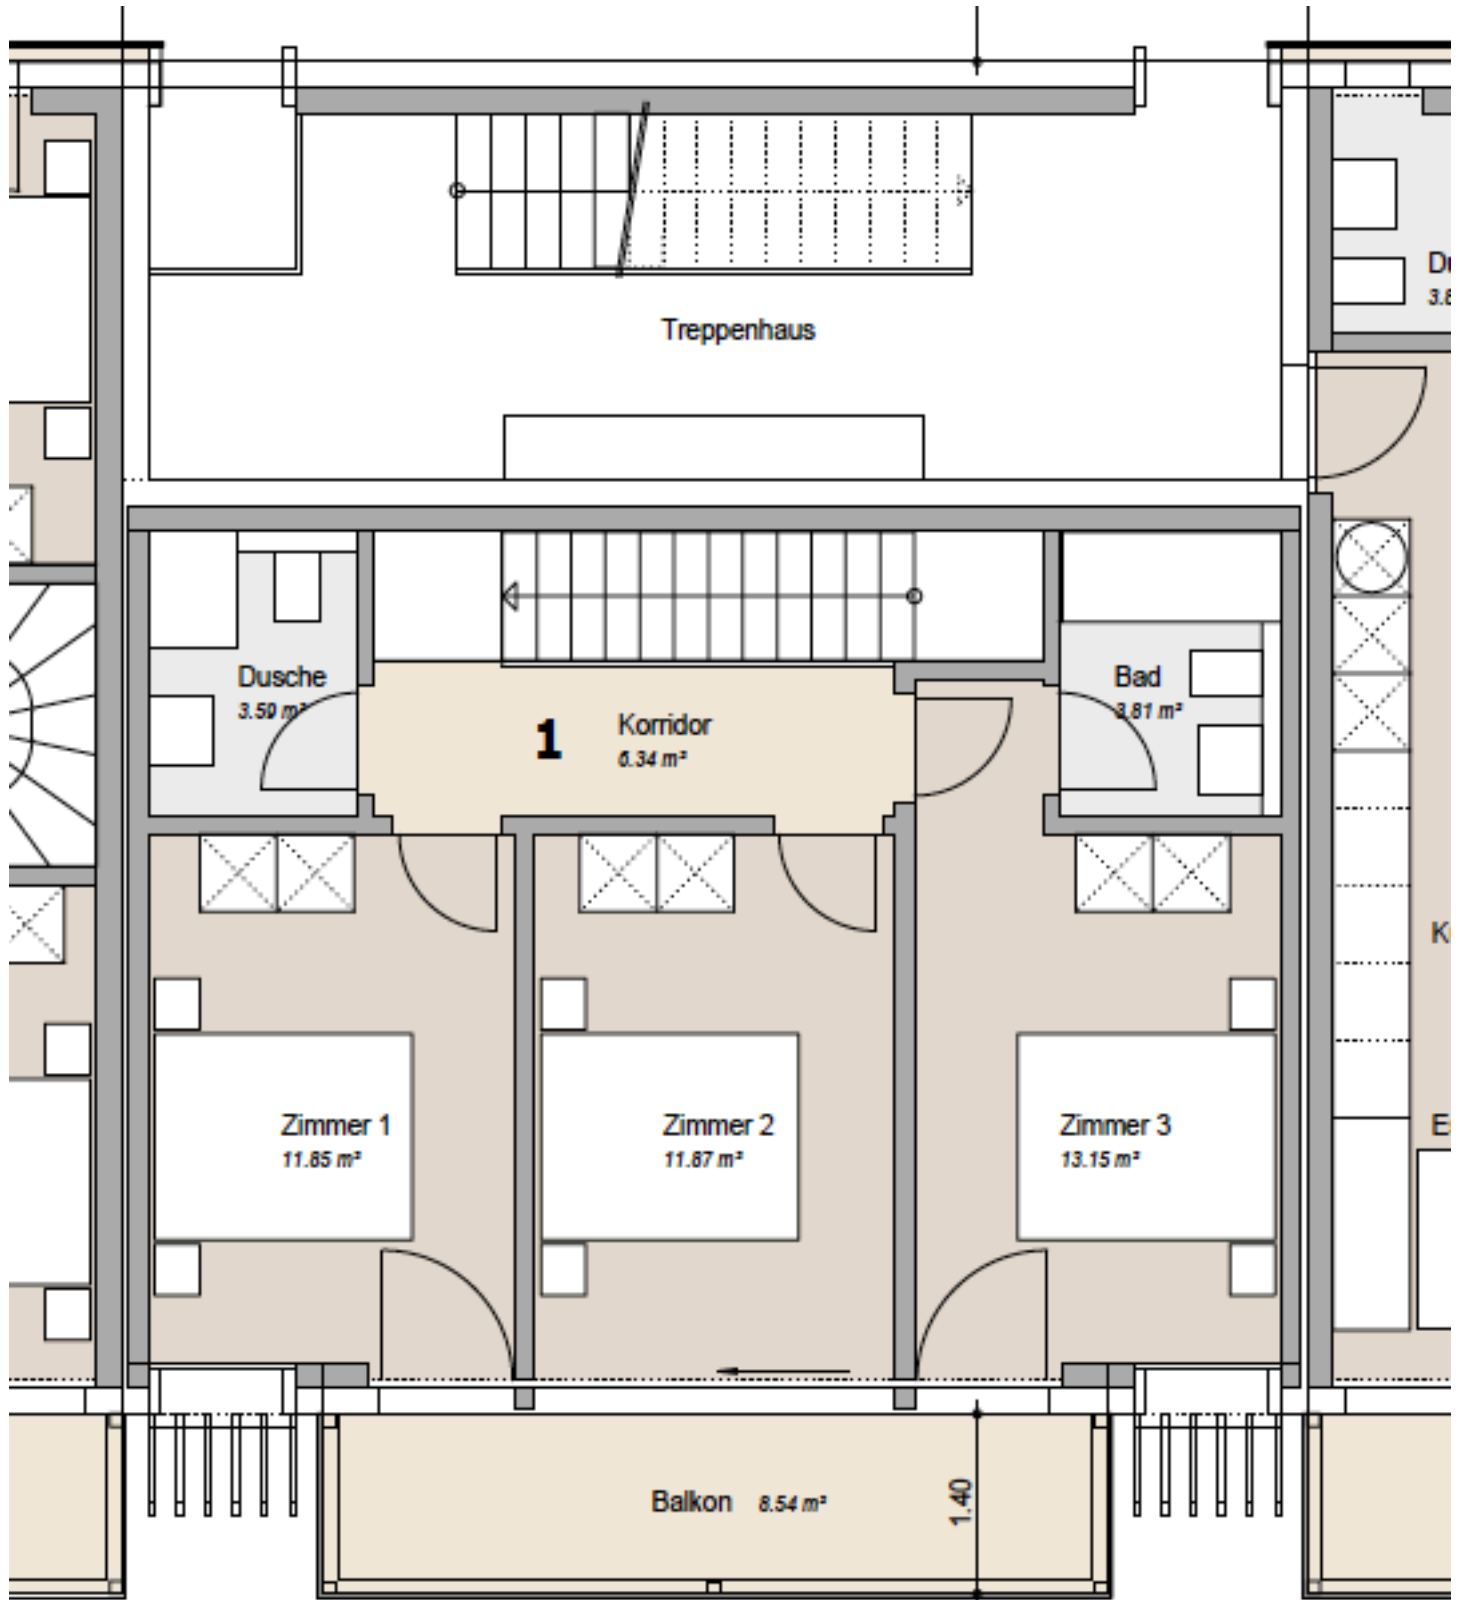 Treppenhaus
Dusche
3.59 m²
1
Korridor
6.34 m²
Bad
3.81 m²
Zimmer 1
11.85 m²
Zimmer 2
11.87 m²
Zimmer 3
13.15 m²
Balkon 8.54 m²
1.40